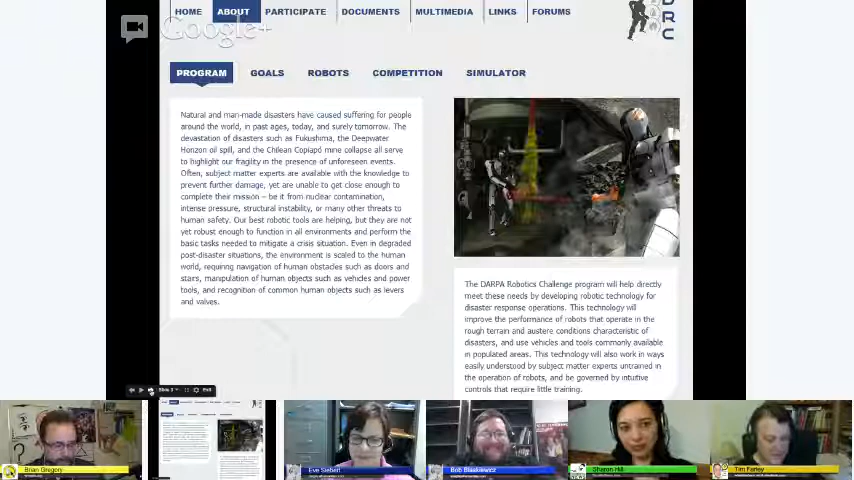 HOME ABOUT PARTICIPATE DOCUMENTS MULTIMEDIA LINKS FORUMS
Google+
D
R
C
PROGRAM GOALS ROBOTS COMPETITION SIMULATOR
Natural and man-made disasters have caused suffering for people
around the world, in past ages, today, and surely tomorrow. The
devastation of disasters such as Fukushima, the Deepwater
Horizon oil spill, and the Chilean Copiapó mine collapse all serve
to highlight our fragility in the presence of unforeseen events.
Often, subject matter experts are available with the knowledge to
prevent further damage, yet are unable to get close enough to
complete their mission – be it from nuclear contamination,
intense pressure, structural instability, or many other threats to
human safety. Our best robotic tools are helping, but they are not
yet robust enough to function in all environments and perform the
basic tasks needed to mitigate a crisis situation. Even in degraded
post-disaster situations, the environment is scaled to the human
world, requiring navigation of human obstacles such as doors and
stairs, manipulation of human objects such as vehicles and power
tools, and recognition of common human objects such as levers
and valves.
The DARPA Robotics Challenge program will help directly
meet these needs by developing robotic technology for
disaster response operations. This technology will
improve the performance of robots that operate in the
rough terrain and austere conditions characteristic of
disasters, and use vehicles and tools commonly available
in populated areas. This technology will also work in ways
easily understood by subject matter experts untrained in
the operation of robots, and be governed by intuitive
controls that require little training.
Slide 3 Exit
Brian Gregory
Eve Siebert
Bob Blaskiewicz
NEWS
Sharon Hill
Tim Farley